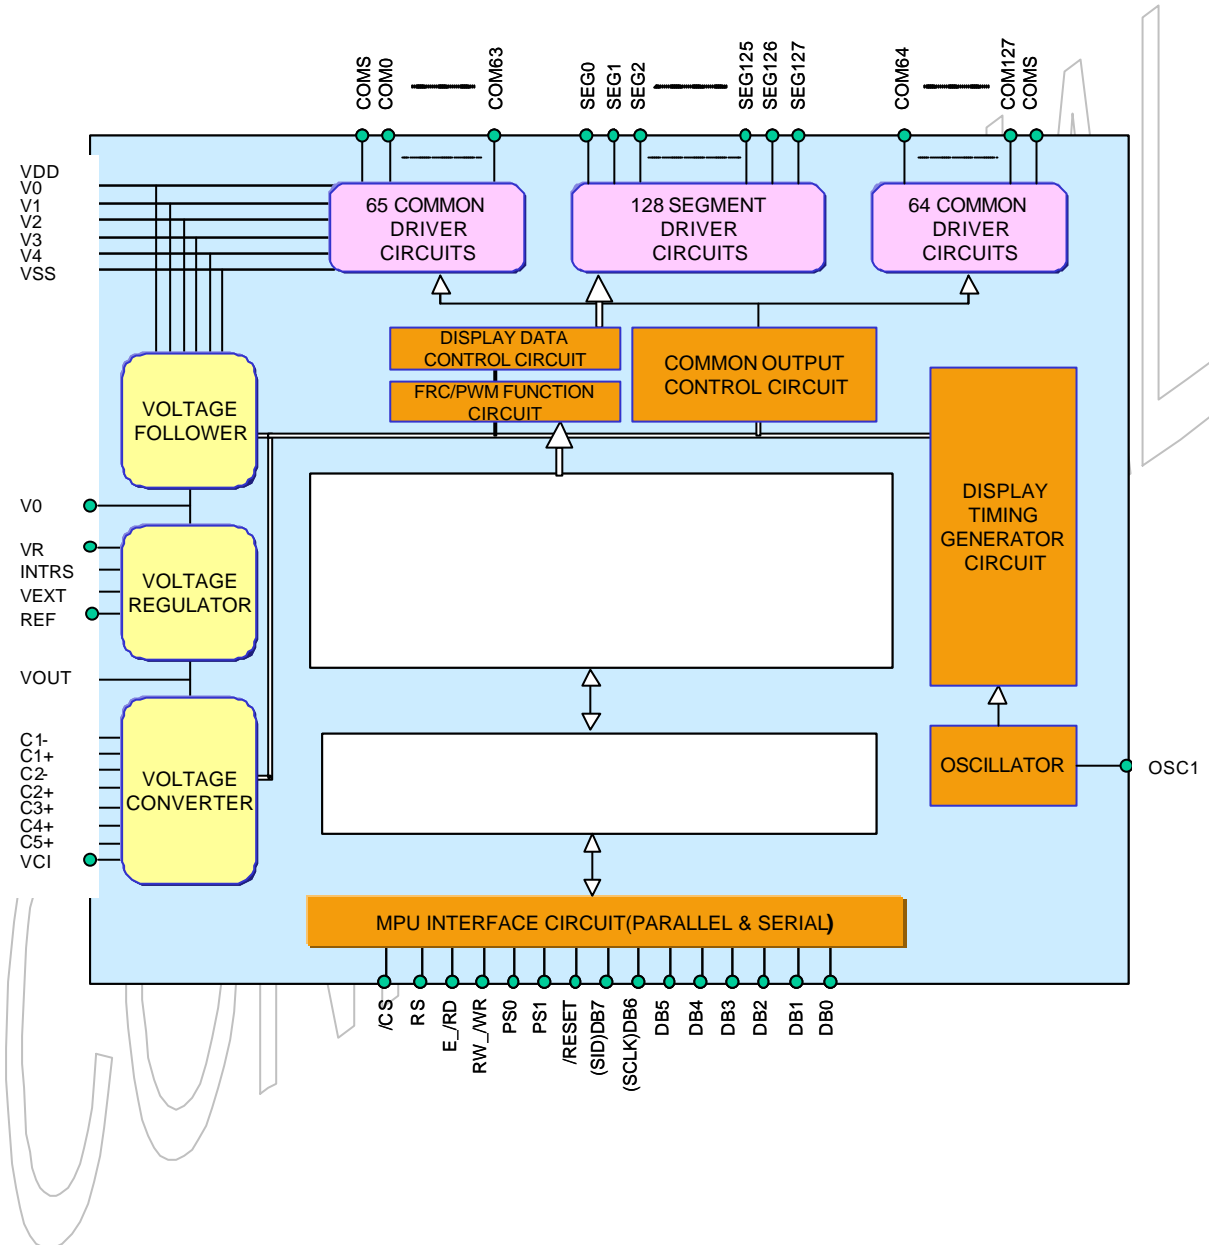 COMS
COM0
COM63
SEG0
SEG1
SEG2
SEG125
SEG126
SEG127
COM64
COM127
COMS
VDD
V0
V1
V2
V3
V4
VSS
65 COMMON
DRIVER
CIRCUITS
128 SEGMENT
DRIVER
CIRCUITS
64 COMMON
DRIVER
CIRCUITS
DISPLAY DATA
CONTROL CIRCUIT
FRC/PWM FUNCTION
CIRCUIT
COMMON OUTPUT
CONTROL CIRCUIT
VOLTAGE
FOLLOWER
V0
VR
INTRS
VEXT
REF
VOLTAGE
REGULATOR
DISPLAY
TIMING
GENERATOR
CIRCUIT
VOUT
C1-
C1+
C2-
C2+
C3+
C4+
C5+
VCI
VOLTAGE
CONVERTER
OSCILLATOR
OSC1
MPU INTERFACE CIRCUIT(PARALLEL & SERIAL)
/CS
RS
E_/RD
RW_/WR
PS0
PS1
/RESET
(SID)DB7
(SCLK)DB6
DB5
DB4
DB3
DB2
DB1
DB0